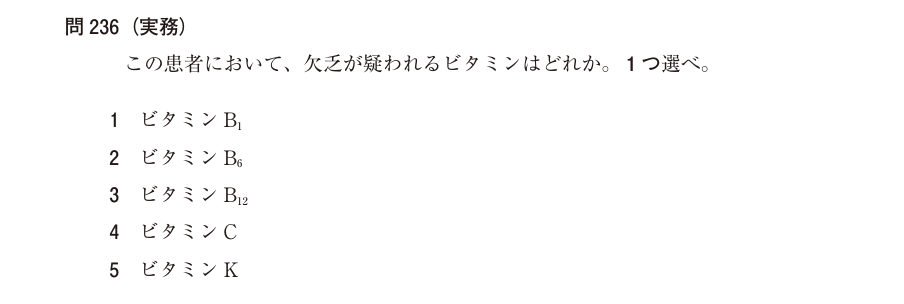 問 236（実務）
この患者において、欠乏が疑われるビタミンはどれか。1つ選べ。
1 ビタミン B₁
2 ビタミン B₆
3 ビタミン B₁₂
4 ビタミン C
5 ビタミン K